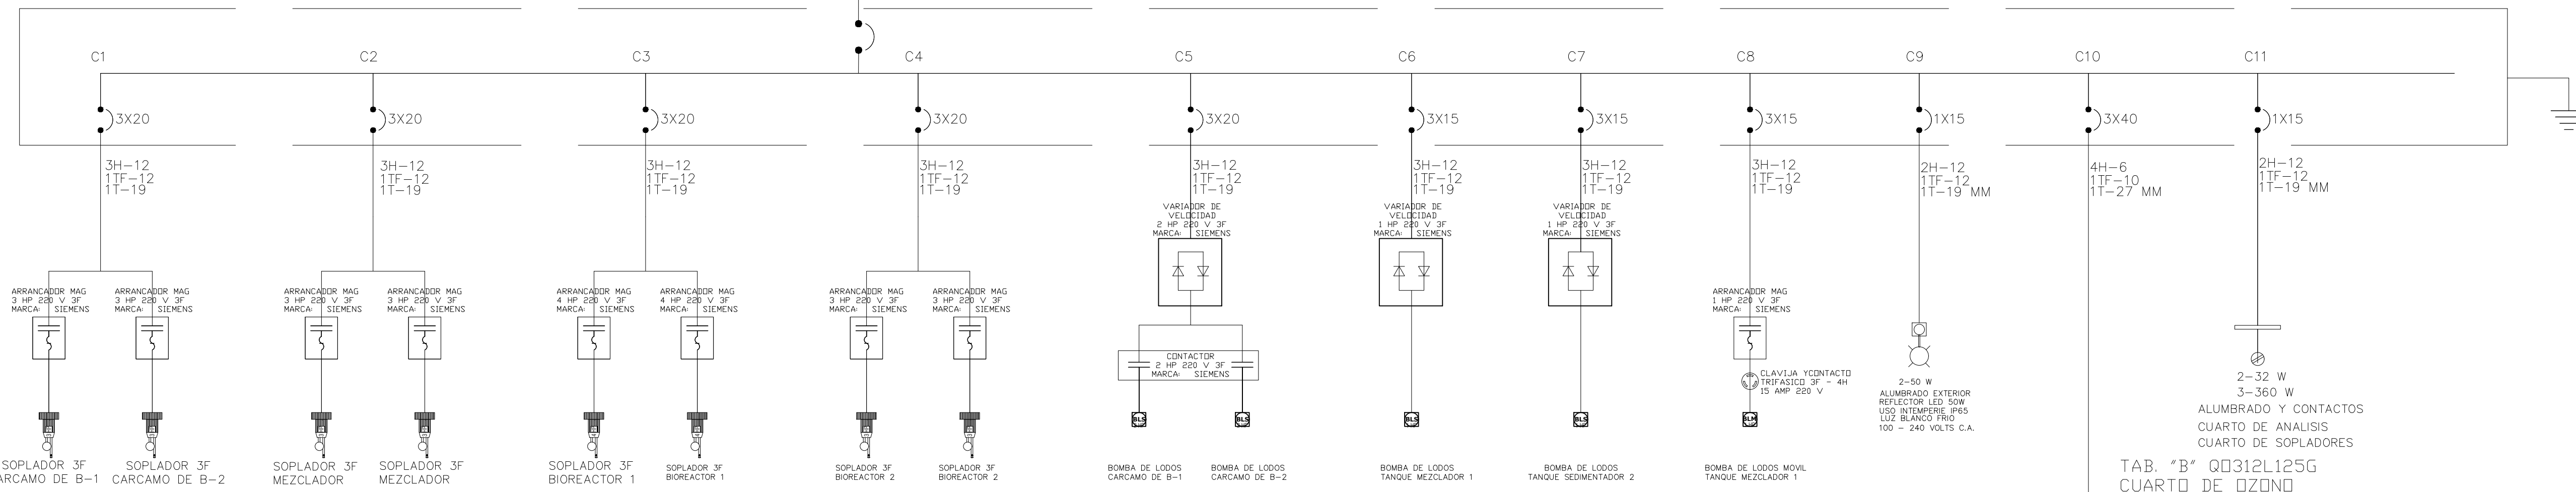 C1
C2
C3
C4
C5
C6
C7
C8
C9
C10
C11
3X20
3X20
3X20
3X20
3X20
3X15
3X15
3X15
1X15
3X40
1X15
3H-12
1TF-12
1T-19
3H-12
1TF-12
1T-19
3H-12
1TF-12
1T-19
3H-12
1TF-12
1T-19
3H-12
1TF-12
1T-19
3H-12
1TF-12
1T-19
3H-12
1TF-12
1T-19
3H-12
1TF-12
1T-19
2H-12
1TF-12
1T-19 MM
4H-6
1TF-10
1T-27 MM
2H-12
1TF-12
1T-19 MM
VARIADOR DE
VELOCIDAD
2 HP 220 V 3F
MARCA: SIEMENS
VARIADOR DE
VELOCIDAD
1 HP 220 V 3F
MARCA: SIEMENS
VARIADOR DE
VELOCIDAD
1 HP 220 V 3F
MARCA: SIEMENS
ARRANCADOR MAG
3 HP 220 V 3F
MARCA: SIEMENS
ARRANCADOR MAG
3 HP 220 V 3F
MARCA: SIEMENS
ARRANCADOR MAG
3 HP 220 V 3F
MARCA: SIEMENS
ARRANCADOR MAG
3 HP 220 V 3F
MARCA: SIEMENS
ARRANCADOR MAG
4 HP 220 V 3F
MARCA: SIEMENS
ARRANCADOR MAG
4 HP 220 V 3F
MARCA: SIEMENS
ARRANCADOR MAG
3 HP 220 V 3F
MARCA: SIEMENS
ARRANCADOR MAG
3 HP 220 V 3F
MARCA: SIEMENS
CONTACTOR
2 HP 220 V 3F
MARCA: SIEMENS
ARRANCADOR MAG
1 HP 220 V 3F
MARCA: SIEMENS
CLAVIJA YCONTACTO
TRIFASICO 3F - 4H
15 AMP 220 V
BLS
BLS
BLS
BLS
BLM
2-50 W
ALUMBRADO EXTERIOR
REFLECTOR LED 50W
USO INTEMPERIE IP65
LUZ BLANCO FRIO
100 - 240 VOLTS C.A.
2-32 W
3-360 W
ALUMBRADO Y CONTACTOS
CUARTO DE ANALISIS
CUARTO DE SOPLADORES
SOPLADOR 3F
CARCAMO DE B-1
SOPLADOR 3F
CARCAMO DE B-2
SOPLADOR 3F
MEZCLADOR
SOPLADOR 3F
MEZCLADOR
SOPLADOR 3F
BIOREACTOR 1
SOPLADOR 3F
BIOREACTOR 1
SOPLADOR 3F
BIOREACTOR 2
SOPLADOR 3F
BIOREACTOR 2
BOMBA DE LODOS
CARCAMO DE B-1
BOMBA DE LODOS
CARCAMO DE B-2
BOMBA DE LODOS
TANQUE MEZCLADOR 1
BOMBA DE LODOS
TANQUE SEDIMENTADOR 2
BOMBA DE LODOS MOVIL
TANQUE MEZCLADOR 1
TAB. "B" QO312L125G
CUARTO DE OZONO